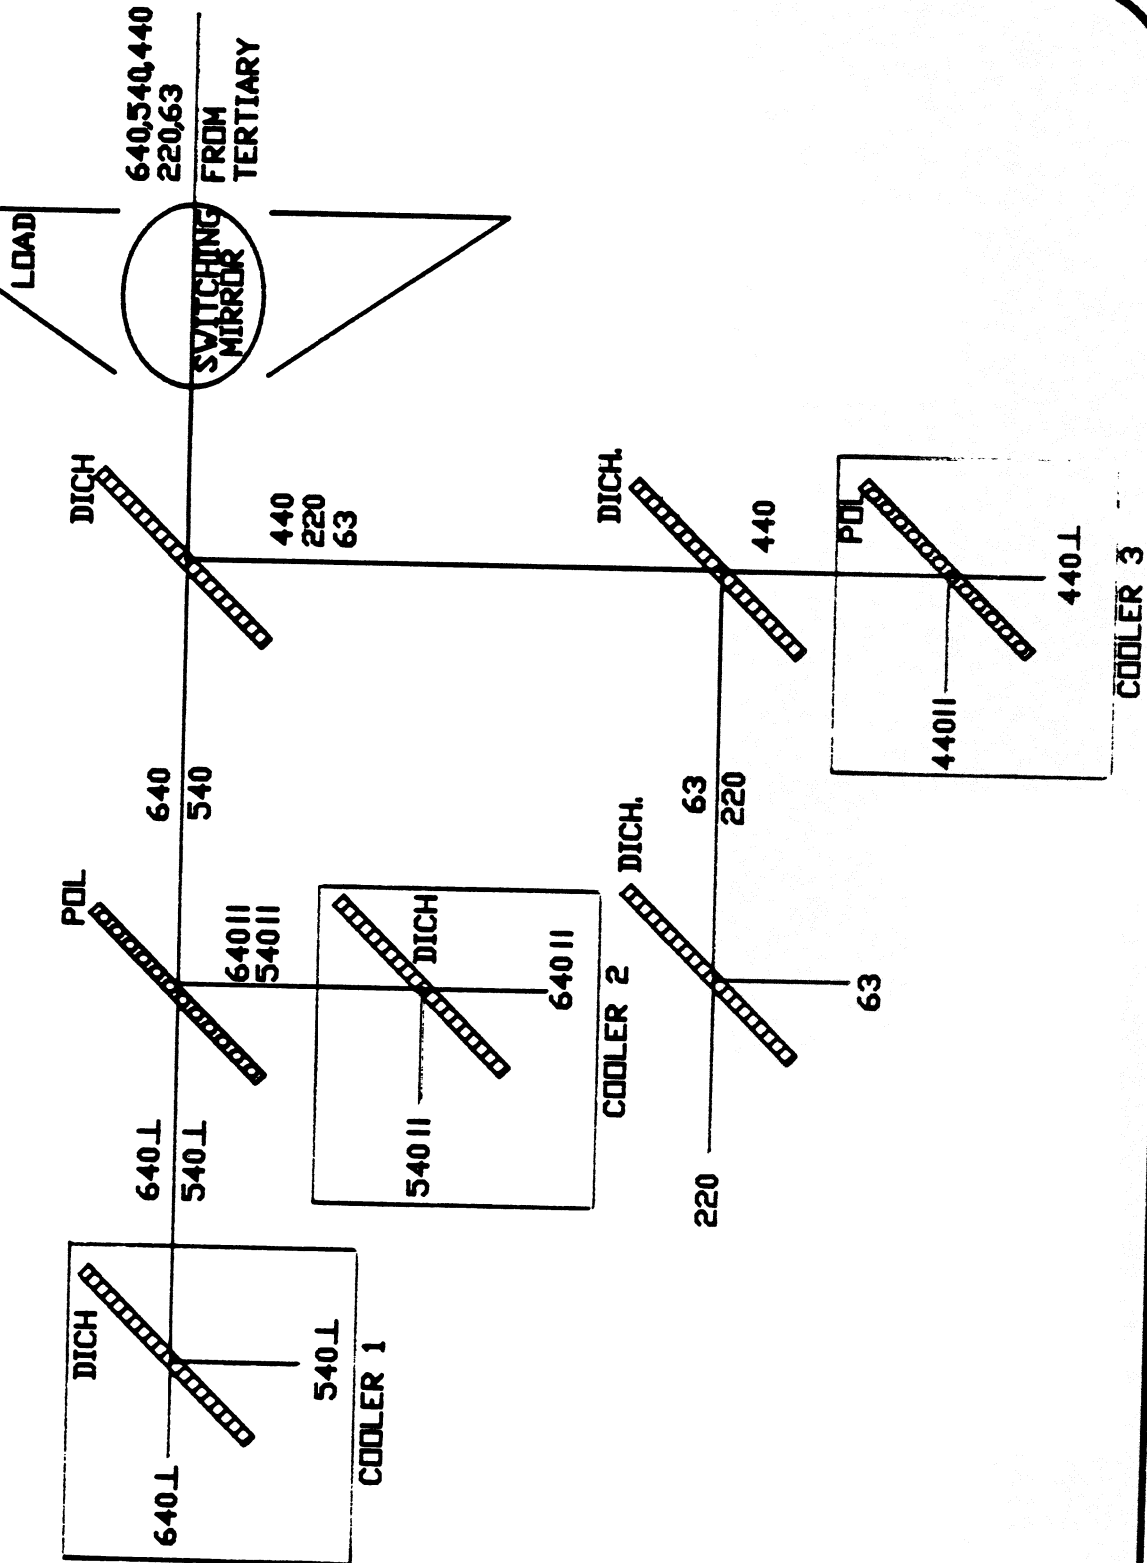 LOAD
640,540,440
220,63
FROM
TERTIARY
SWITCHING
MIRROR
DICH
440
220
63
DICH.
440
POL
440||
440⊥
COOLER 3
640
540
63
220
DICH.
POL
640||
540||
DICH
540||
640||
COOLER 2
63
220
640⊥
540⊥
DICH
640⊥
540⊥
COOLER 1